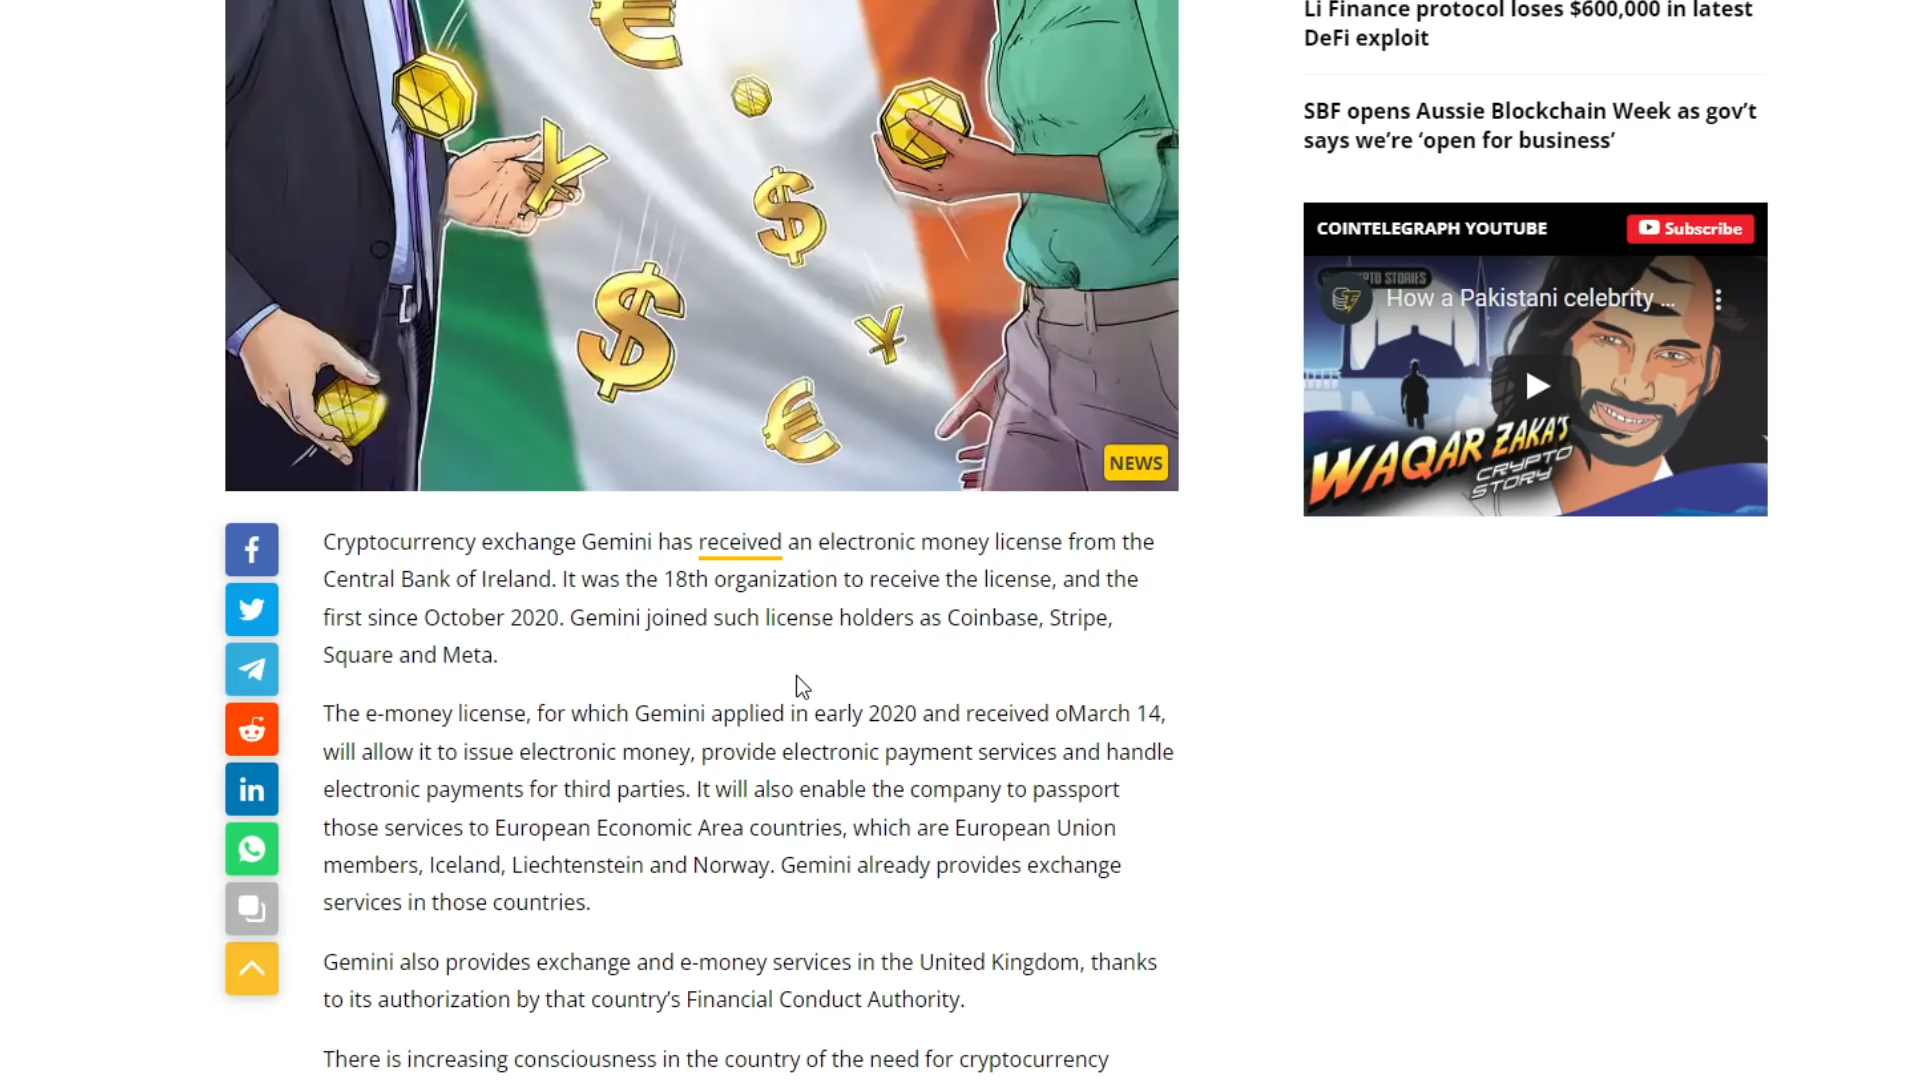 Li Finance protocol loses $600,000 in latest
DeFi exploit
SBF opens Aussie Blockchain Week as gov’t
says we’re ‘open for business’
COINTELEGRAPH YOUTUBE
Subscribe
STORIES
How a Pakistani celebrity ...
WAQAR ZAKA'S
CRYPTO
STORY
NEWS
Cryptocurrency exchange Gemini has received an electronic money license from the
Central Bank of Ireland. It was the 18th organization to receive the license, and the
first since October 2020. Gemini joined such license holders as Coinbase, Stripe,
Square and Meta.
The e-money license, for which Gemini applied in early 2020 and received oMarch 14,
will allow it to issue electronic money, provide electronic payment services and handle
electronic payments for third parties. It will also enable the company to passport
those services to European Economic Area countries, which are European Union
members, Iceland, Liechtenstein and Norway. Gemini already provides exchange
services in those countries.
Gemini also provides exchange and e-money services in the United Kingdom, thanks
to its authorization by that country’s Financial Conduct Authority.
There is increasing consciousness in the country of the need for cryptocurrency